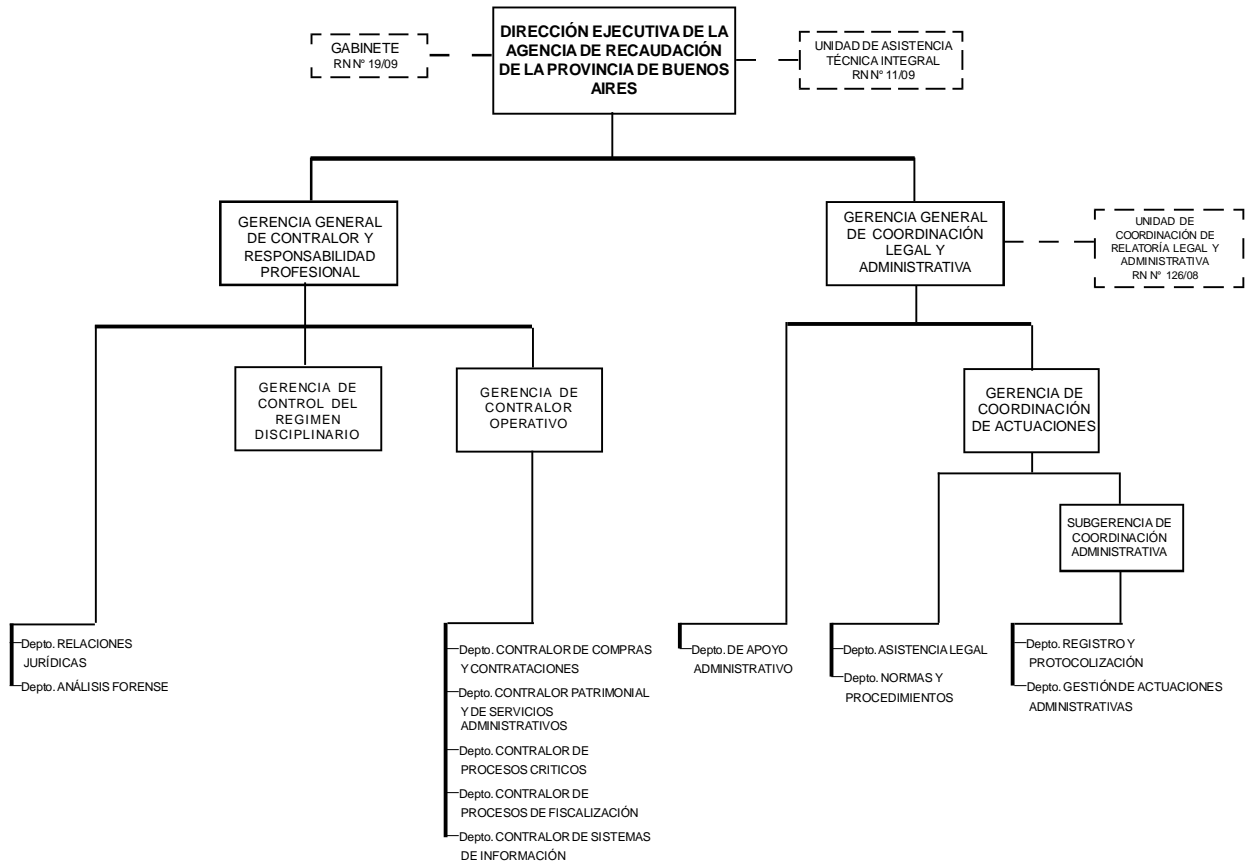 DIRECCIÓN EJECUTIVA DE LA
AGENCIA DE RECAUDACIÓN
DE LA PROVINCIA DE BUENOS
AIRES
GABINETE
RN N° 19/09
UNIDAD DE ASISTENCIA
TÉCNICA INTEGRAL
RN N° 11/09
GERENCIA GENERAL
DE CONTRALOR Y
RESPONSABILIDAD
PROFESIONAL
GERENCIA GENERAL
DE COORDINACIÓN
LEGAL Y
ADMINISTRATIVA
UNIDAD DE
COORDINACIÓN DE
RELATORÍA LEGAL Y
ADMINISTRATIVA
RN N° 126/08
GERENCIA DE
CONTROL DEL
REGIMEN
DISCIPLINARIO
GERENCIA DE
CONTRALOR
OPERATIVO
GERENCIA DE
COORDINACIÓN
DE ACTUACIONES
SUBGERENCIA DE
COORDINACIÓN
ADMINISTRATIVA
Depto. RELACIONES
JURÍDICAS
Depto. ANÁLISIS FORENSE
Depto. CONTRALOR DE COMPRAS
Y CONTRATACIONES
Depto. CONTRALOR PATRIMONIAL
Y DE SERVICIOS
ADMINISTRATIVOS
Depto. CONTRALOR DE
PROCESOS CRITICOS
Depto. CONTRALOR DE
PROCESOS DE FISCALIZACIÓN
Depto. CONTRALOR DE SISTEMAS
DE INFORMACIÓN
Depto. DE APOYO
ADMINISTRATIVO
Depto. ASISTENCIA LEGAL
Depto. NORMAS Y
PROCEDIMIENTOS
Depto. REGISTRO Y
PROTOCOLIZACIÓN
Depto. GESTIÓN DE ACTUACIONES
ADMINISTRATIVAS